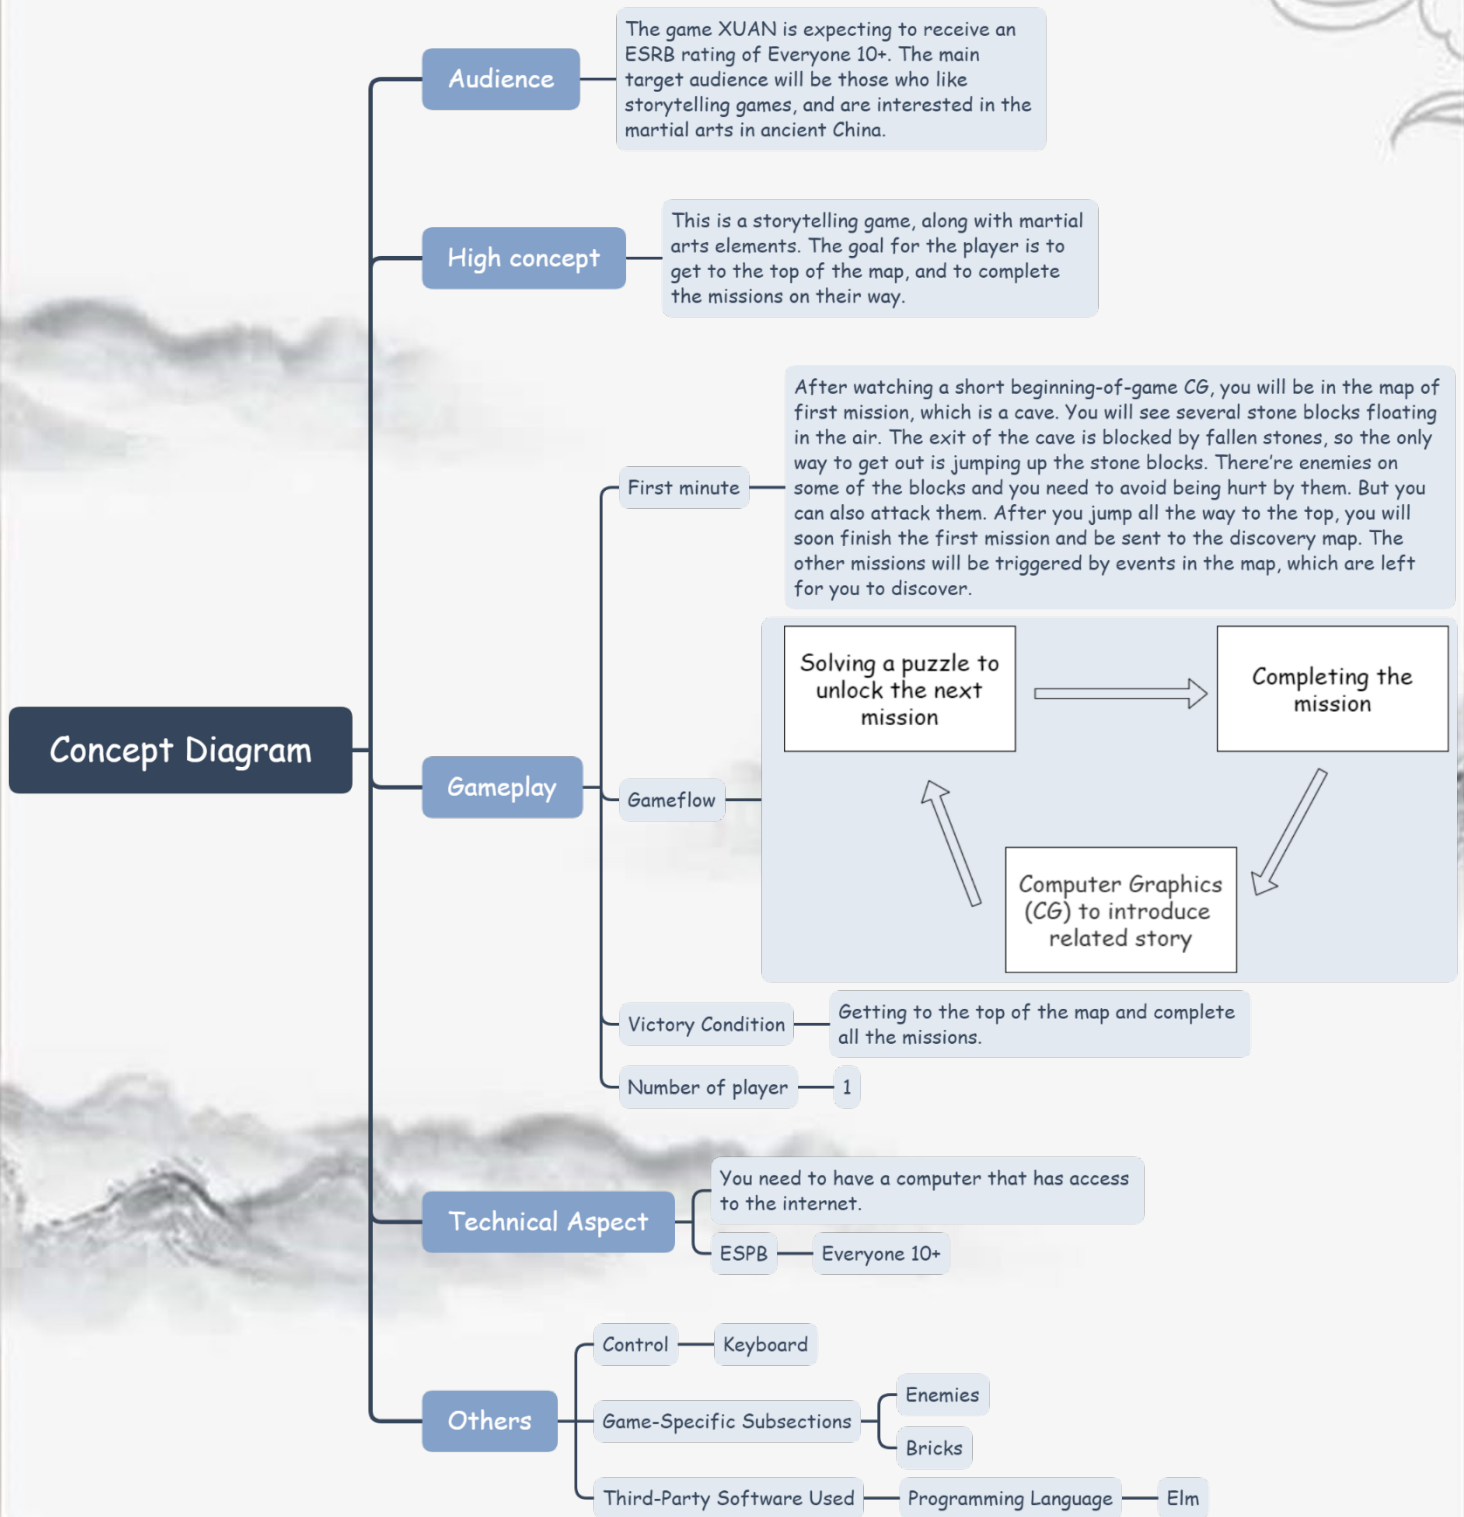 Concept Diagram
Audience
The game XUAN is expecting to receive an
ESRB rating of Everyone 10+. The main
target audience will be those who like
storytelling games, and are interested in the
martial arts in ancient China.
High concept
This is a storytelling game, along with martial
arts elements. The goal for the player is to
get to the top of the map, and to complete
the missions on their way.
Gameplay
First minute
After watching a short beginning-of-game CG, you will be in the map of
first mission, which is a cave. You will see several stone blocks floating
in the air. The exit of the cave is blocked by fallen stones, so the only
way to get out is jumping up the stone blocks. There're enemies on
some of the blocks and you need to avoid being hurt by them. But you
can also attack them. After you jump all the way to the top, you will
soon finish the first mission and be sent to the discovery map. The
other missions will be triggered by events in the map, which are left
for you to discover.
Gameflow
Solving a puzzle to
unlock the next
mission
Completing the
mission
Computer Graphics
(CG) to introduce
related story
Victory Condition
Getting to the top of the map and complete
all the missions.
Number of player
1
Technical Aspect
You need to have a computer that has access
to the internet.
ESPB
Everyone 10+
Others
Control
Keyboard
Game-Specific Subsections
Enemies
Bricks
Third-Party Software Used
Programming Language
Elm